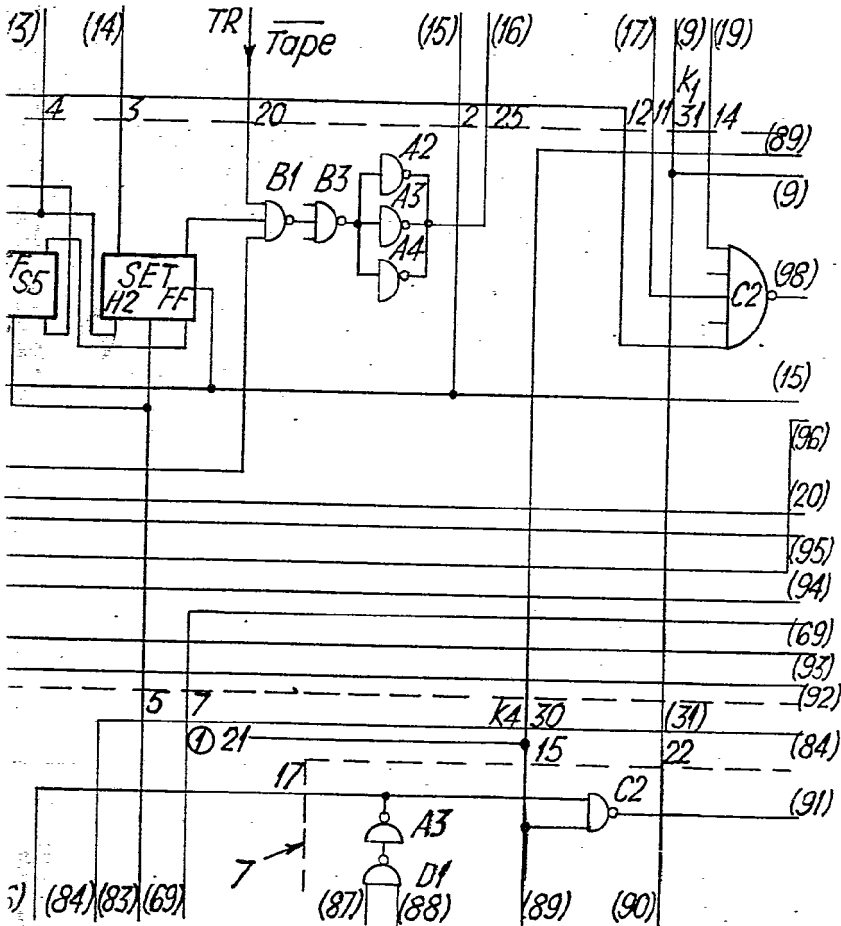 13) (14) TR Tape (15) (16) (17) (9) (19)
K1
4 3 20 2 25 12 11 31 14
(89)
B1 B3 A2
A3
A4
(9)
F
S5
SET
H2 FF
C2
(98)
(15)
(96)
(20)
(95)
(94)
(69)
(93)
(92)
5 7 K4 30 (31)
1 21 15 22 (84)
17 C2
(91)
A3
7
D1
(84) (83) (69) (87) (88) (89) (90)